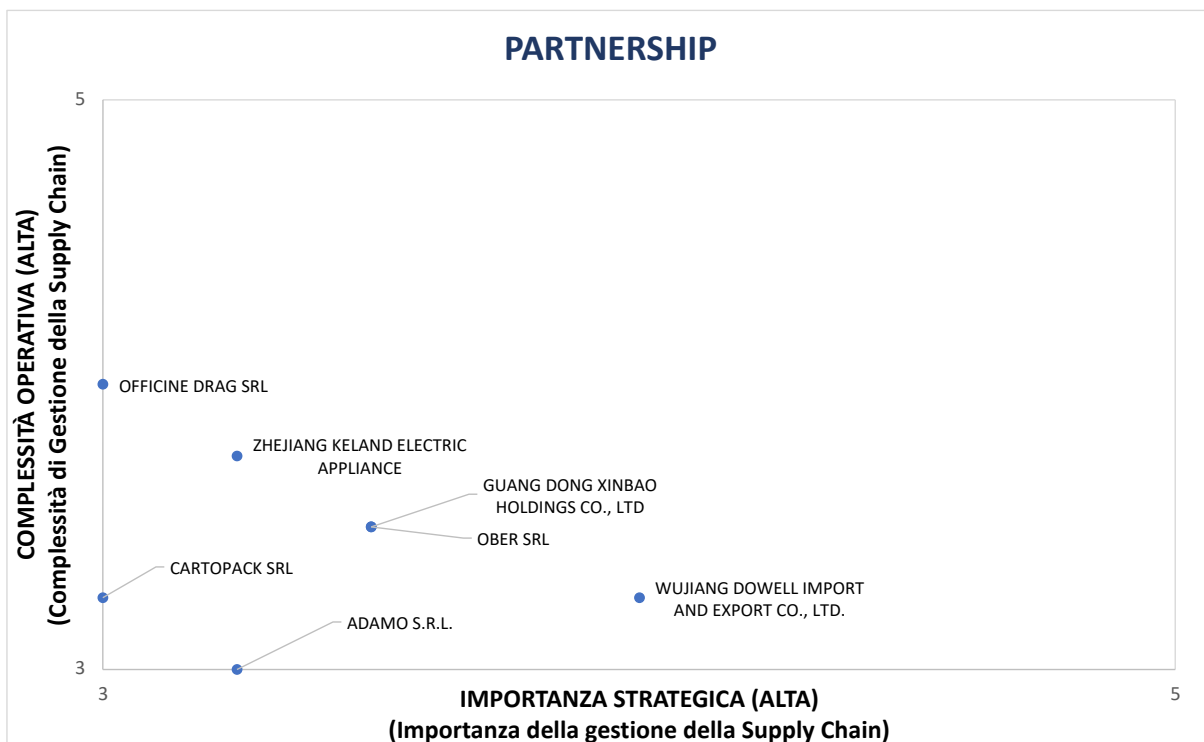 PARTNERSHIP
5
COMPLESSITÀ OPERATIVA (ALTA)
(Complessità di Gestione della Supply Chain)
OFFICINE DRAG SRL
ZHEJIANG KELAND ELECTRIC
APPLIANCE
GUANG DONG XINBAO
HOLDINGS CO., LTD
OBER SRL
CARTOPACK SRL
WUJIANG DOWELL IMPORT
AND EXPORT CO., LTD.
ADAMO S.R.L.
3
3
5
IMPORTANZA STRATEGICA (ALTA)
(Importanza della gestione della Supply Chain)